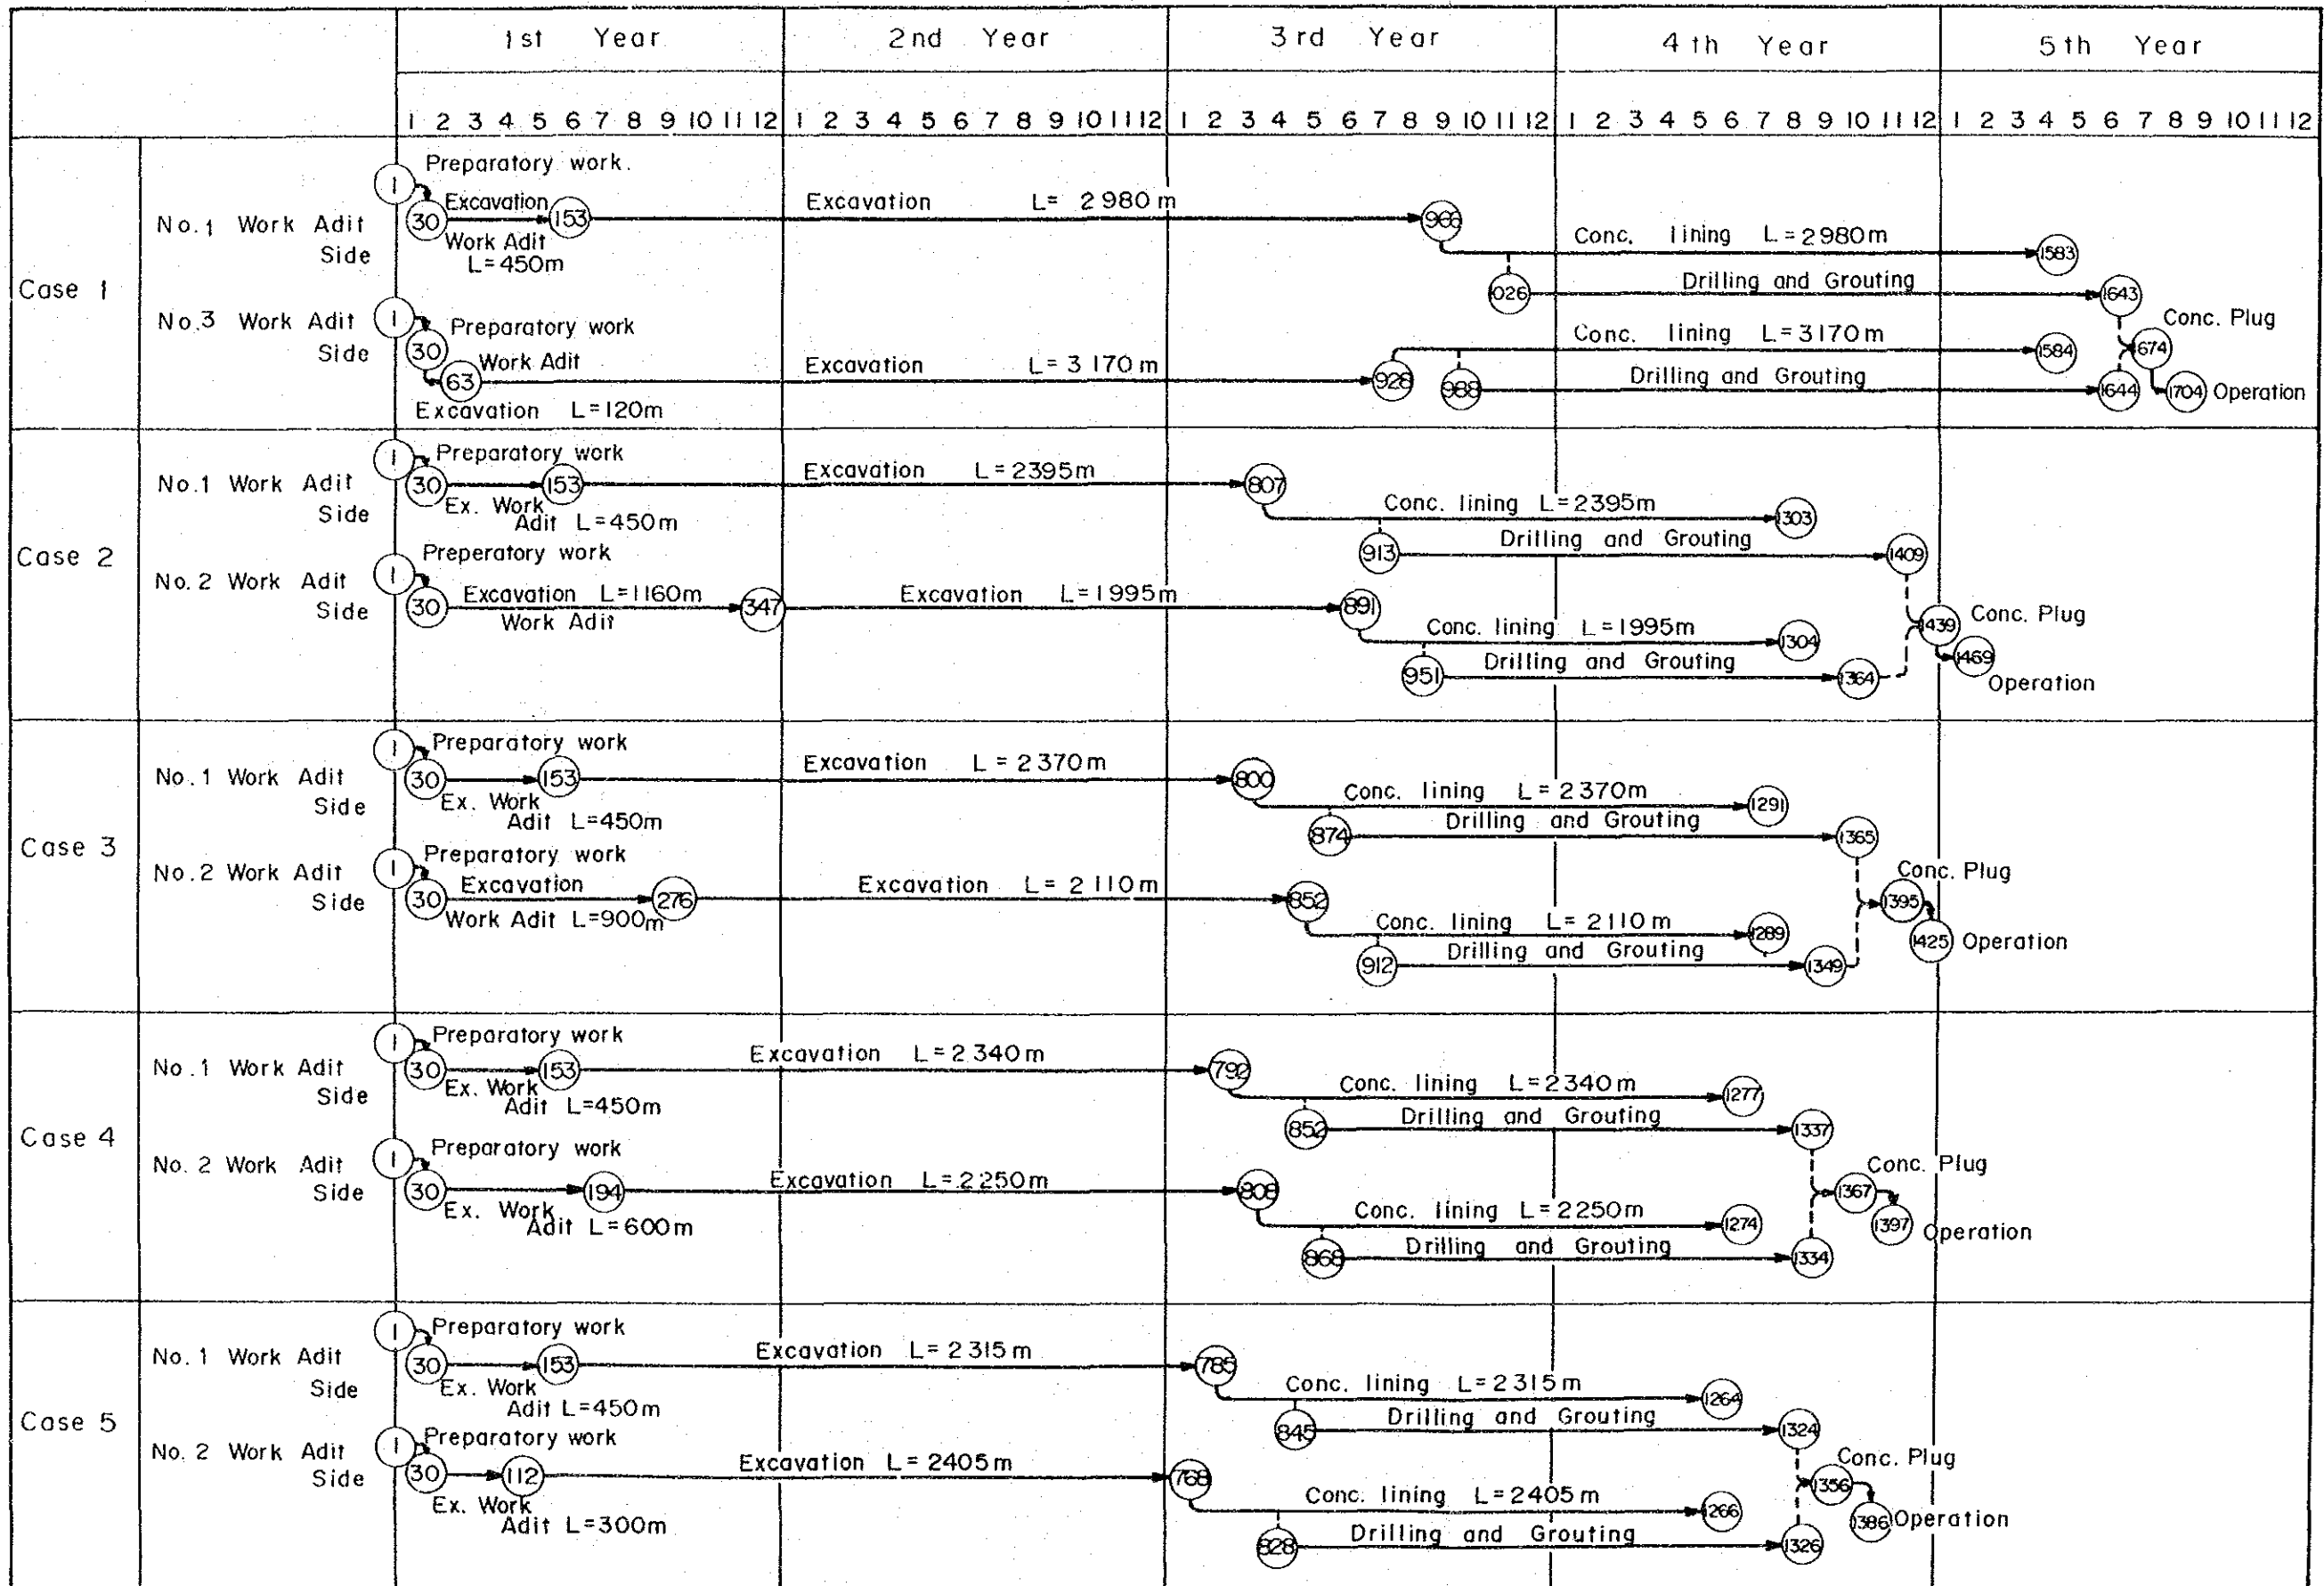 1st Year 2nd Year 3rd Year 4th Year 5th Year
1 2 3 4 5 6 7 8 9 10 11 12 1 2 3 4 5 6 7 8 9 10 11 12 1 2 3 4 5 6 7 8 9 10 11 12 1 2 3 4 5 6 7 8 9 10 11 12 1 2 3 4 5 6 7 8 9 10 11 12
Case 1
No.1 Work Adit
Side
1 Preparatory work.
30 Excavation 153 Excavation L= 2980m 966
Work Adit
L=450m
Conc. lining L=2980m 1583
026 Drilling and Grouting 1643
No.3 Work Adit
Side
1 Preparatory work
30 Work Adit
63 Excavation L= 3170m 928
Excavation L=120m
Conc. lining L=3170m 1584
988 Drilling and Grouting 1644
Conc. Plug
674
1704 Operation
Case 2
No.1 Work Adit
Side
1 Preparatory work
30 153 Excavation L=2395m 807
Ex. Work
Adit L=450m
Conc. lining L=2395m 1303
913 Drilling and Grouting 1409
No.2 Work Adit
Side
Preperatory work
1
30 Excavation L=1160m 347 Excavation L=1995m 891
Work Adit
Conc. lining L=1995m 1304
951 Drilling and Grouting 1364
1439 Conc. Plug
1469
Operation
Case 3
No.1 Work Adit
Side
1 Preparatory work
30 153 Excavation L=2370m 800
Ex. Work
Adit L=450m
Conc. lining L=2370m 1291
874 Drilling and Grouting 1365
No.2 Work Adit
Side
1 Preparatory work
30 Excavation 276 Excavation L=2110m 852
Work Adit L=900m
Conc. lining L=2110m 1289
912 Drilling and Grouting 1349
Conc. Plug
1395
1425 Operation
Case 4
No.1 Work Adit
Side
1 Preparatory work
30 153 Excavation L=2340m 792
Ex. Work
Adit L=450m
Conc. lining L=2340m 1277
852 Drilling and Grouting 1337
No. 2 Work Adit
Side
1 Preparatory work
30 194 Excavation L=2250m 808
Ex. Work
Adit L=600m
Conc. lining L=2250m 1274
868 Drilling and Grouting 1334
Conc. Plug
1367
1397 Operation
Case 5
No.1 Work Adit
Side
1 Preparatory work
30 153 Excavation L=2315m 785
Ex. Work
Adit L=450m
Conc. lining L=2315m 1264
845 Drilling and Grouting 1324
No. 2 Work Adit
Side
1 Preparatory work
30 112 Excavation L=2405m 768
Ex. Work
Adit L=300m
Conc. lining L=2405m 1266
828 Drilling and Grouting 1326
Conc. Plug
1356
1386 Operation